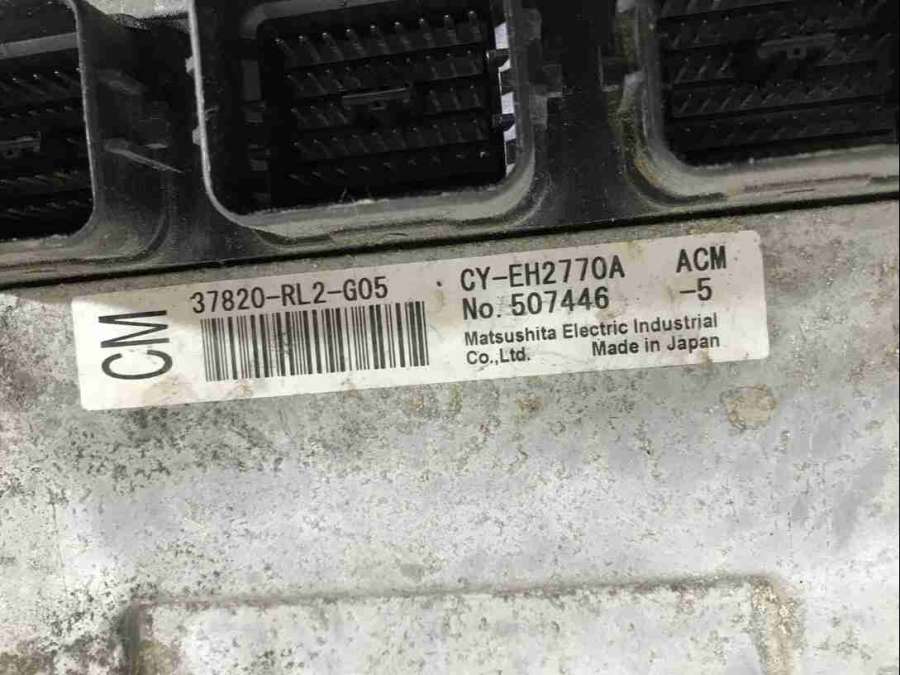 CM
37820-RL2-G05
CY-EH2770A ACM
No. 507446 -5
Matsushita Electric Industrial
Co.,Ltd. Made in Japan